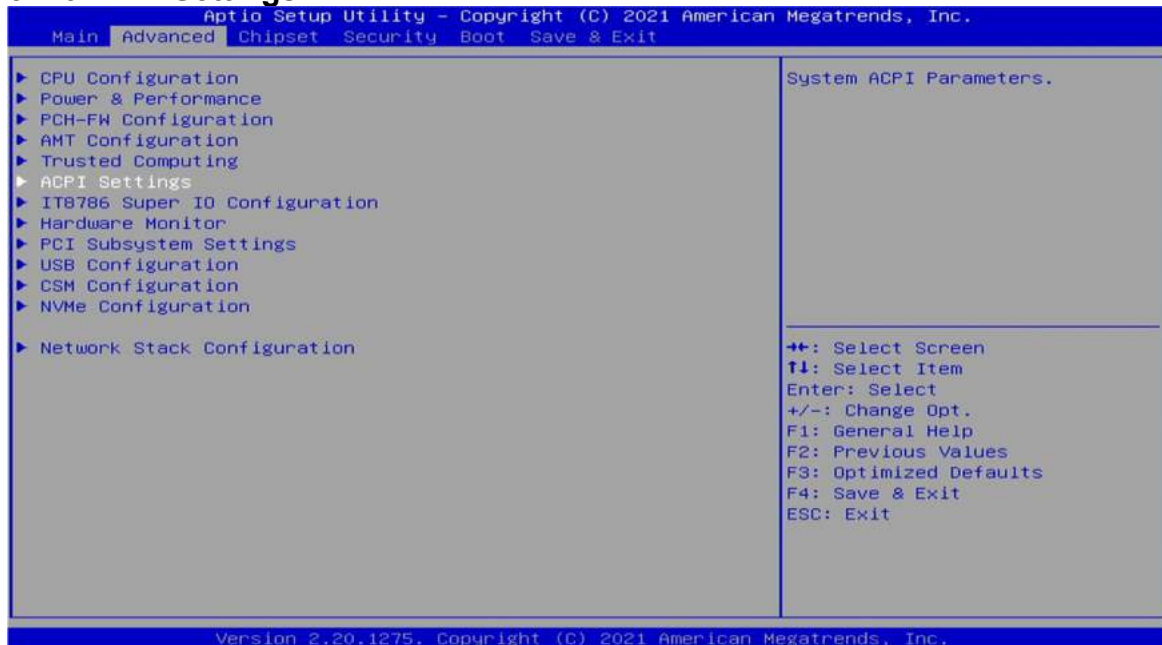 Settings
Aptio Setup Utility – Copyright (C) 2021 American Megatrends, Inc.
Main Advanced Chipset Security Boot Save & Exit
► CPU Configuration
► Power & Performance
► PCH-FW Configuration
► AMT Configuration
► Trusted Computing
► ACPI Settings
► IT8786 Super IO Configuration
► Hardware Monitor
► PCI Subsystem Settings
► USB Configuration
► CSM Configuration
► NVMe Configuration
► Network Stack Configuration
System ACPI Parameters.
→←: Select Screen
↑↓: Select Item
Enter: Select
+/-: Change Opt.
F1: General Help
F2: Previous Values
F3: Optimized Defaults
F4: Save & Exit
ESC: Exit
Version 2.20.1275. Copyright (C) 2021 American Megatrends, Inc.